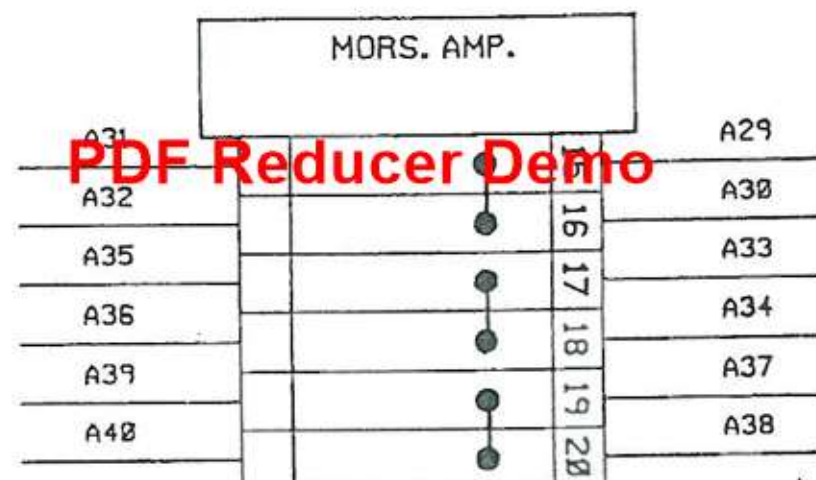 MORS. AMP.
A31 15 A29
PDF Reducer Demo
A32 16 A30
A35 17 A33
A36 18 A34
A39 19 A37
A40 20 A38